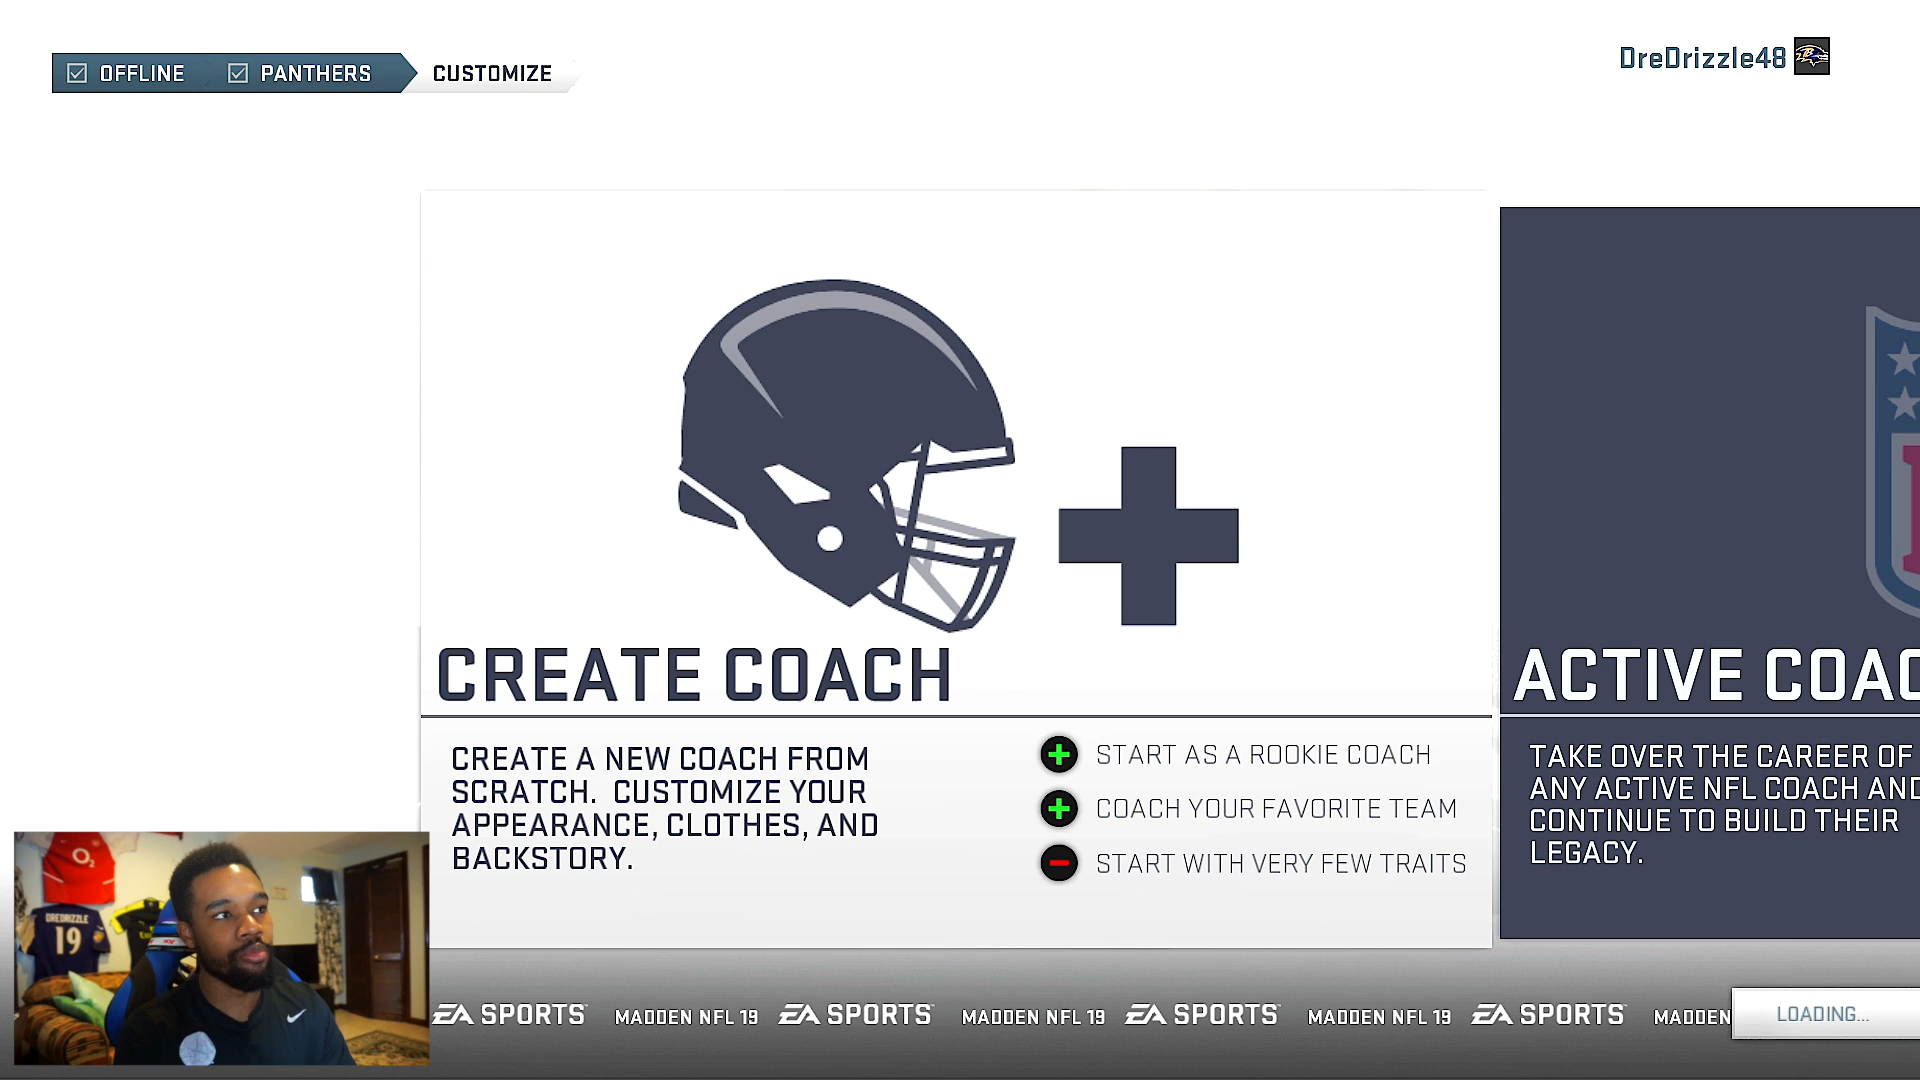 OFFLINE
PANTHERS
CUSTOMIZE
DreDrizzle48
CREATE COACH
CREATE A NEW COACH FROM
SCRATCH. CUSTOMIZE YOUR
APPEARANCE, CLOTHES, AND
BACKSTORY.
START AS A ROOKIE COACH
COACH YOUR FAVORITE TEAM
START WITH VERY FEW TRAITS
ACTIVE COAC
TAKE OVER THE CAREER OF
ANY ACTIVE NFL COACH AND
CONTINUE TO BUILD THEIR
LEGACY.
O2
DREDRIZZLE
19
EA SPORTS MADDEN NFL 19 EA SPORTS MADDEN NFL 19 EA SPORTS MADDEN NFL 19 EA SPORTS MADDEN
LOADING...